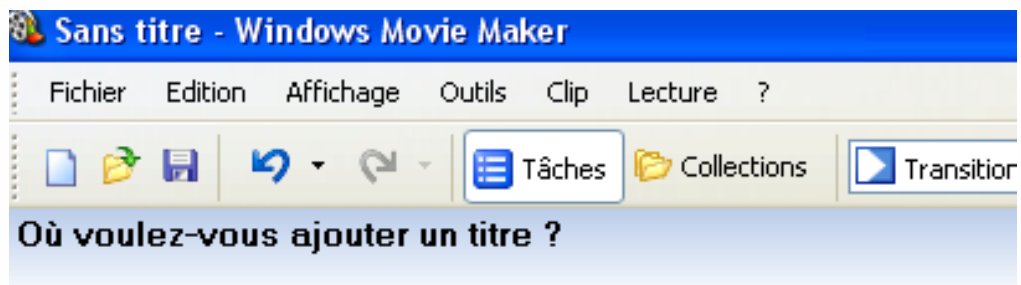 Sans titre - Windows Movie Maker
Fichier Edition Affichage Outils Clip Lecture ?
Tâches Collections Transition
Où voulez-vous ajouter un titre ?